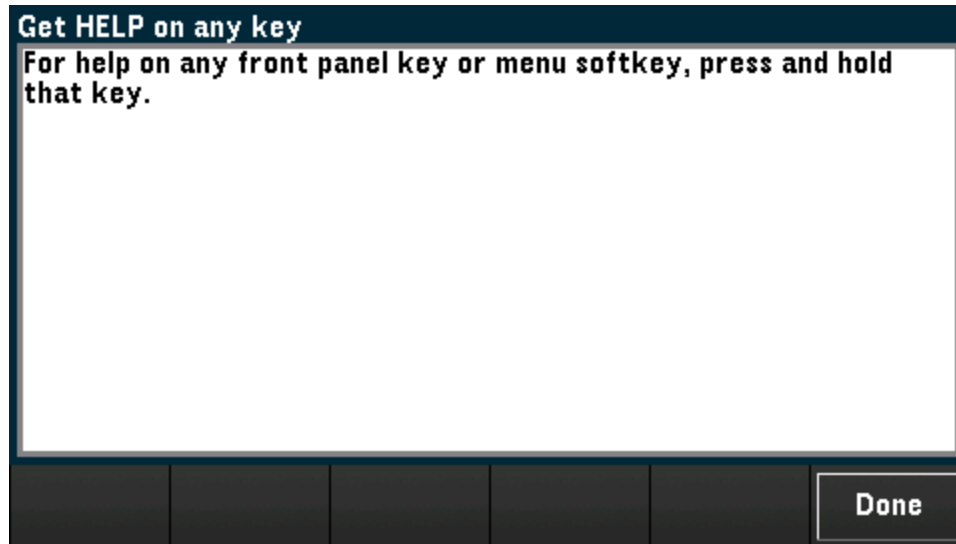 Get HELP on any key
For help on any front panel key or menu softkey, press and hold
that key.
Done